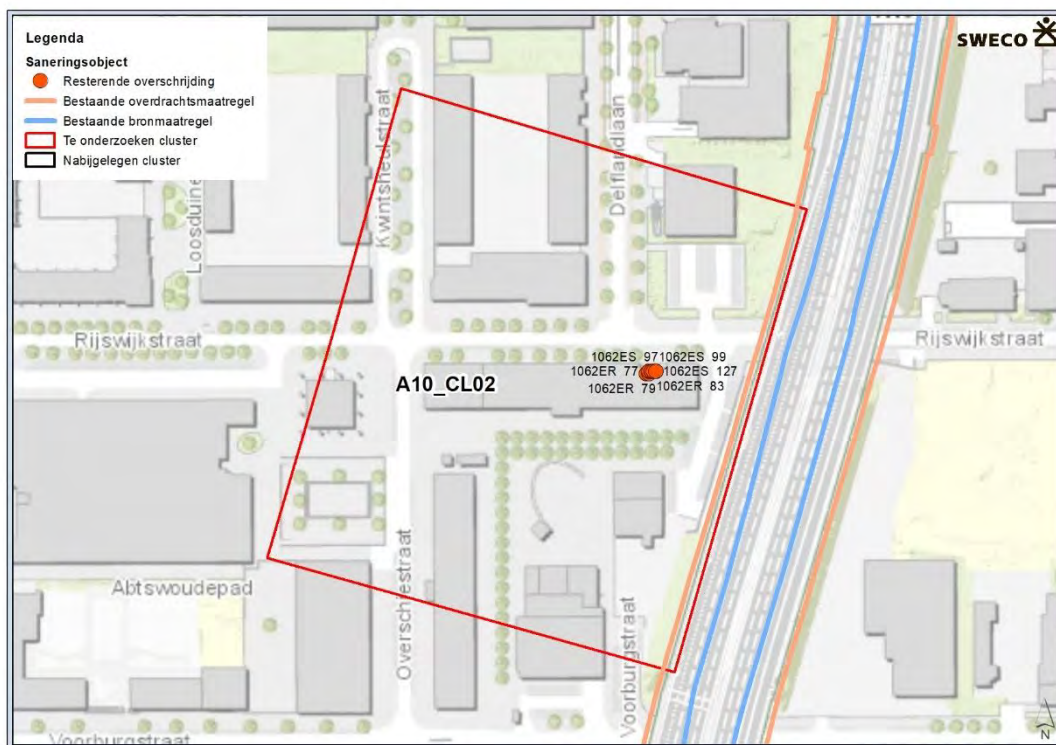 Legenda
Saneringsobject
Resterende overschrijding
Bestaande overdrachtsmaatregel
Bestaande bronmaatregel
Te onderzoeken cluster
Nabijgelegen cluster
SWECO
Kwintsheulstraat
Delflandlaan
Loosduine
Rijswijkstraat
Rijswijkstraat
1062ES 97 1062ES 99
1062ER 77 1062ES 127
1062ER 79 1062ER 83
A10_CL02
Abtswoudepad
Overschiestraat
Voorburgstraat
Voorburgstraat
N